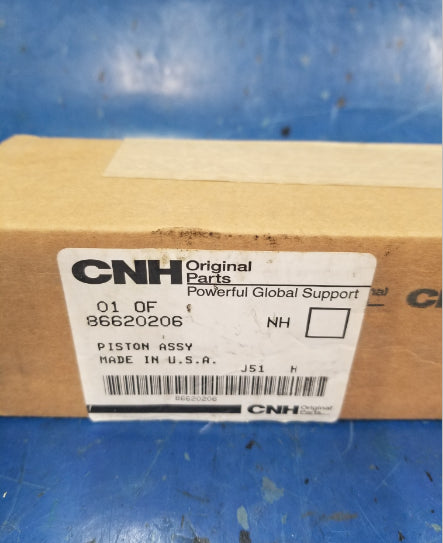 CNH Original
Parts
Powerful Global Support
01 OF
86620206 NH
PISTON ASSY
MADE IN U.S.A.
J51 H
86620206
CNH Original
Parts